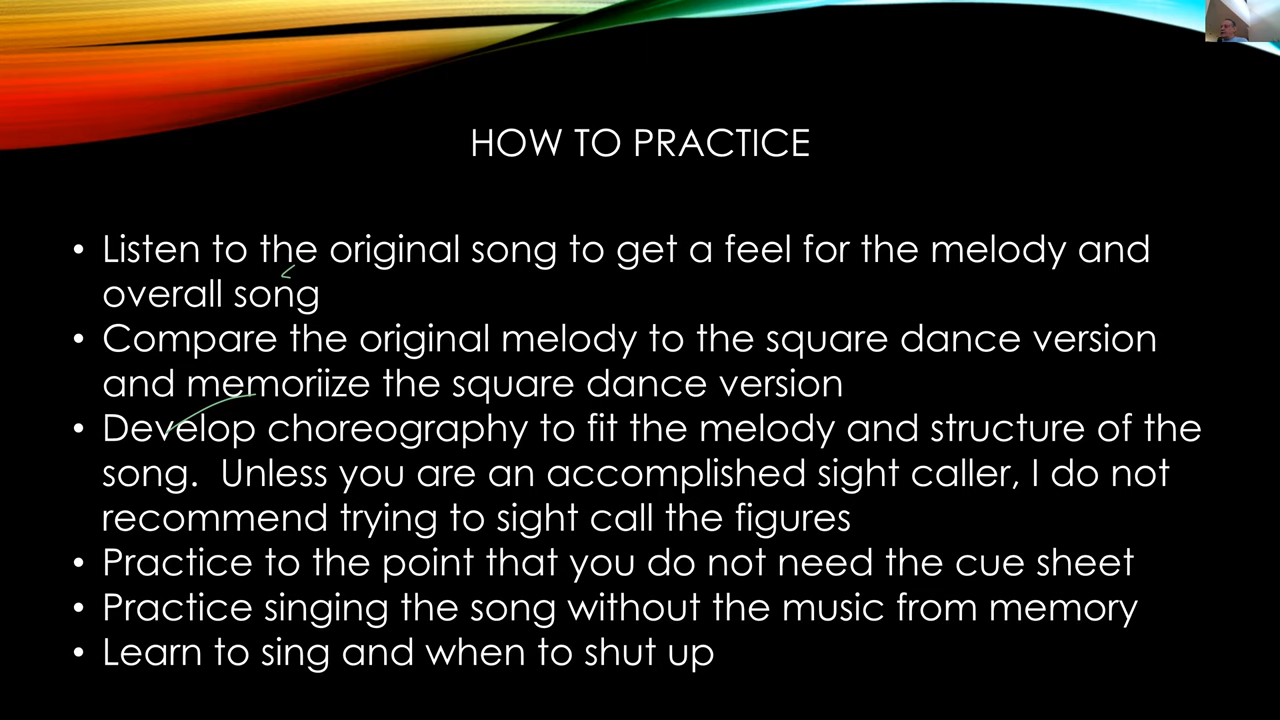 HOW TO PRACTICE
• Listen to the original song to get a feel for the melody and
overall song
• Compare the original melody to the square dance version
and memoriize the square dance version
• Develop choreography to fit the melody and structure of the
song.  Unless you are an accomplished sight caller, I do not
recommend trying to sight call the figures
• Practice to the point that you do not need the cue sheet
• Practice singing the song without the music from memory
• Learn to sing and when to shut up